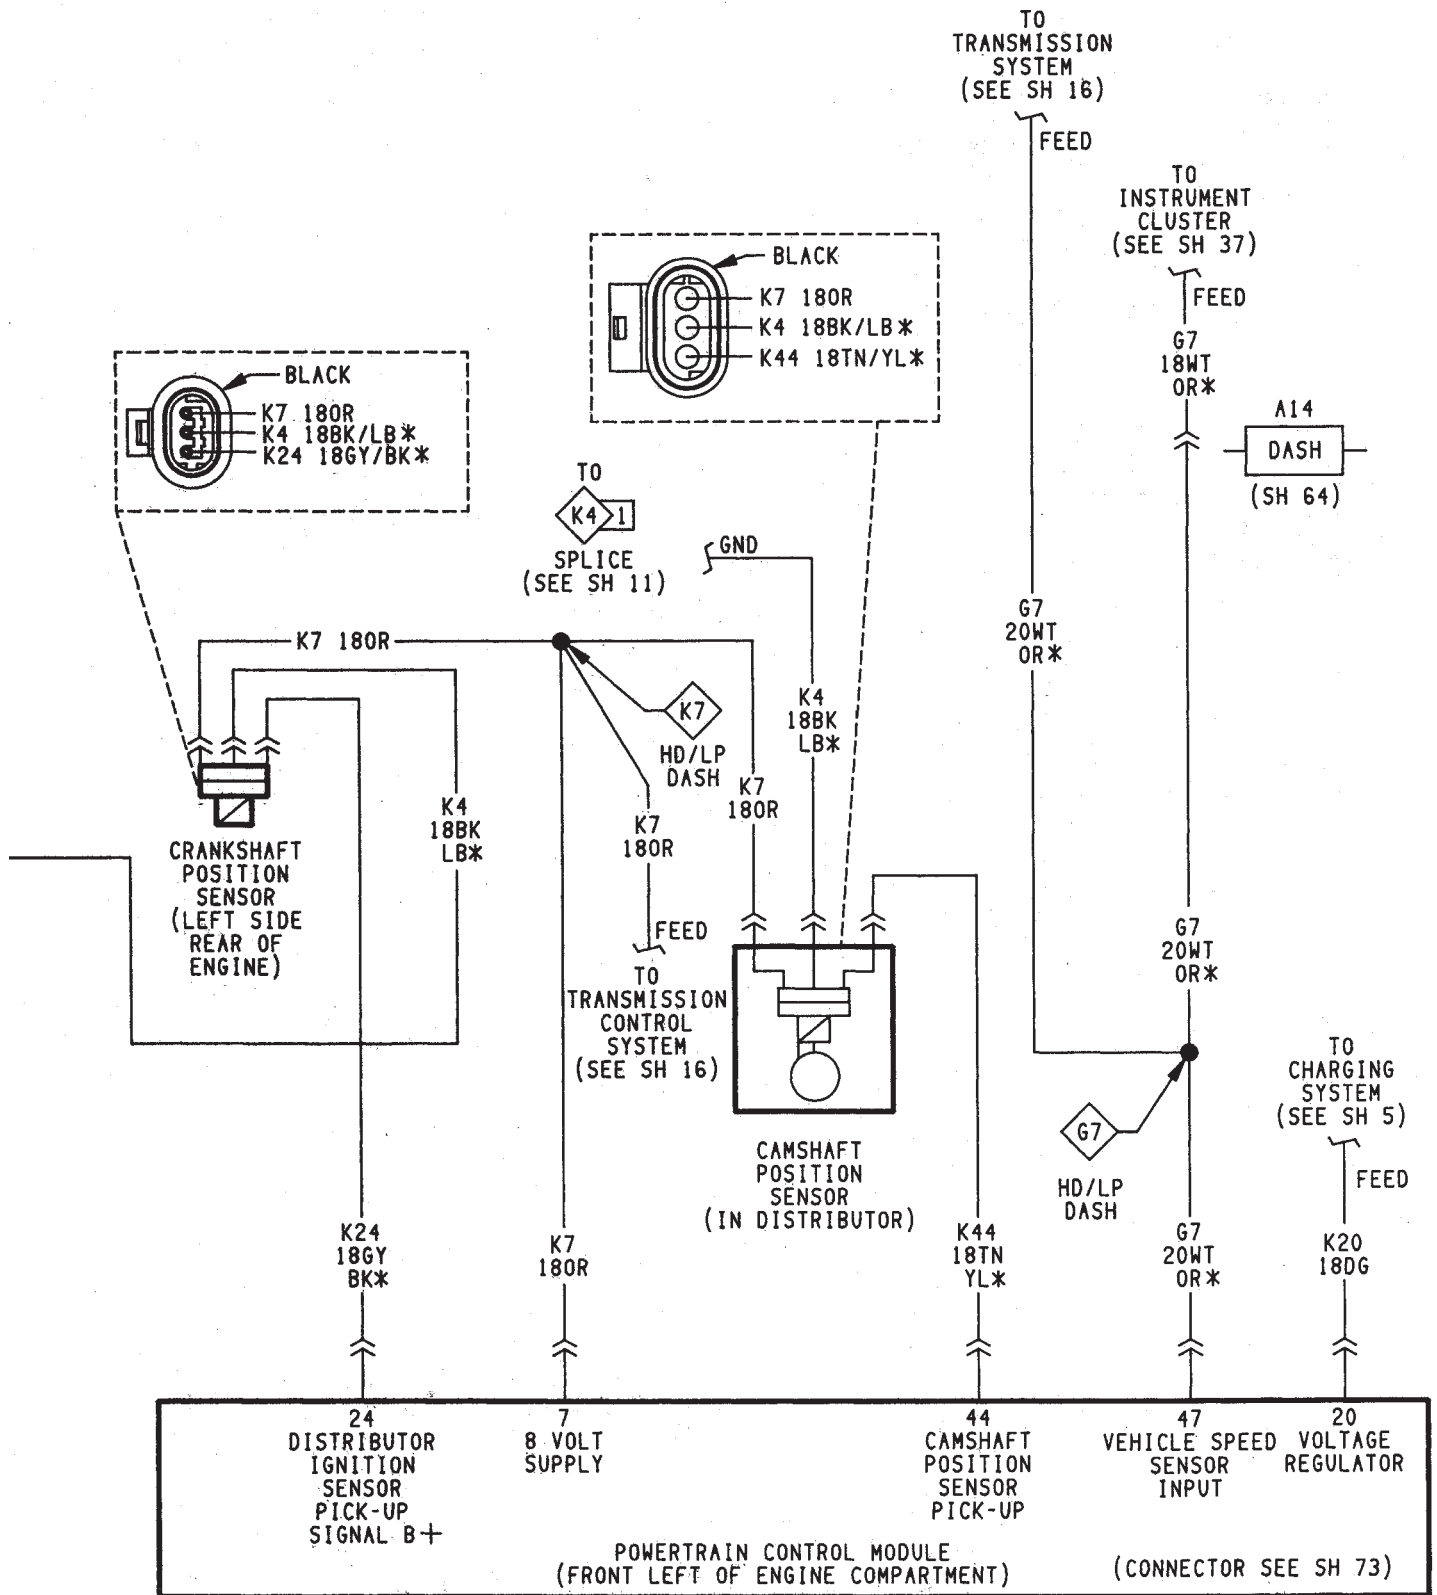 TO
TRANSMISSION
SYSTEM
(SEE SH 16)
FEED
TO
INSTRUMENT
CLUSTER
(SEE SH 37)
FEED
G7
18WT
OR*
A14
DASH
(SH 64)
BLACK
K7 18OR
K4 18BK/LB*
K44 18TN/YL*
BLACK
K7 18OR
K4 18BK/LB*
K24 18GY/BK*
TO
K4 1
SPLICE
(SEE SH 11)
GND
G7
20WT
OR*
K7 18OR
K7
HD/LP
DASH
K4
18BK
LB*
K7
18OR
K7
18OR
K4
18BK
LB*
CRANKSHAFT
POSITION
SENSOR
(LEFT SIDE
REAR OF
ENGINE)
FEED
TO
TRANSMISSION
CONTROL
SYSTEM
(SEE SH 16)
G7
20WT
OR*
TO
CHARGING
SYSTEM
(SEE SH 5)
FEED
G7
HD/LP
DASH
CAMSHAFT
POSITION
SENSOR
(IN DISTRIBUTOR)
K24
18GY
BK*
K7
18OR
K44
18TN
YL*
G7
20WT
OR*
K20
18DG
24
DISTRIBUTOR
IGNITION
SENSOR
PICK-UP
SIGNAL B+
7
8 VOLT
SUPPLY
44
CAMSHAFT
POSITION
SENSOR
PICK-UP
47
VEHICLE SPEED
SENSOR
INPUT
20
VOLTAGE
REGULATOR
POWERTRAIN CONTROL MODULE
(FRONT LEFT OF ENGINE COMPARTMENT)
(CONNECTOR SEE SH 73)